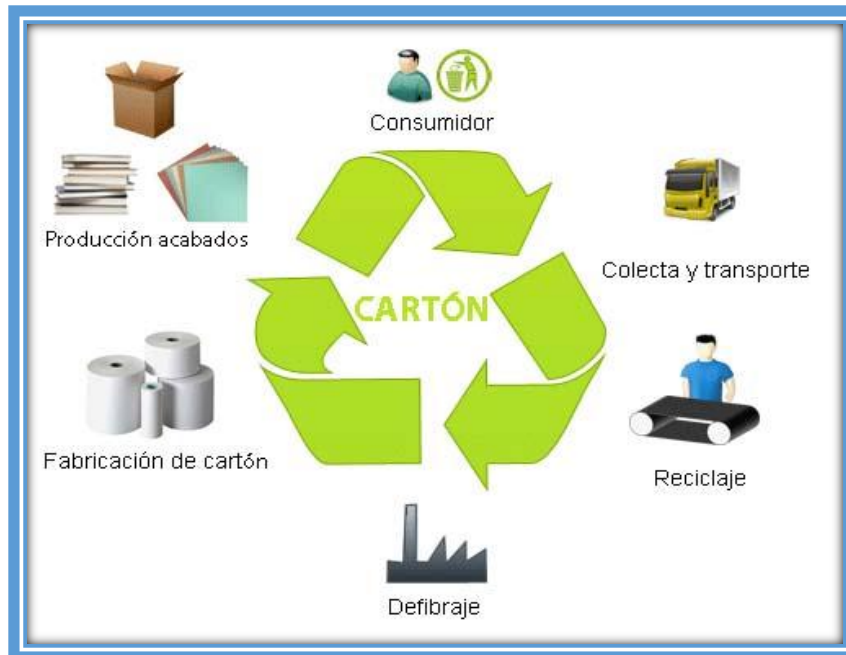 Consumidor
Colecta y transporte
Reciclaje
Defibraje
Fabricación de cartón
Producción acabados
CARTÓN